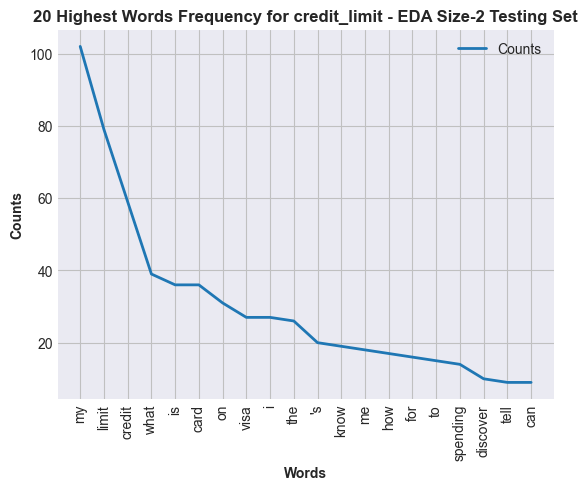 20 Highest Words Frequency for credit_limit - EDA Size-2 Testing Set
Counts
100
80
60
40
20
Counts
my
limit
credit
what
is
card
on
visa
i
the
's
know
me
how
for
to
spending
discover
tell
can
Words